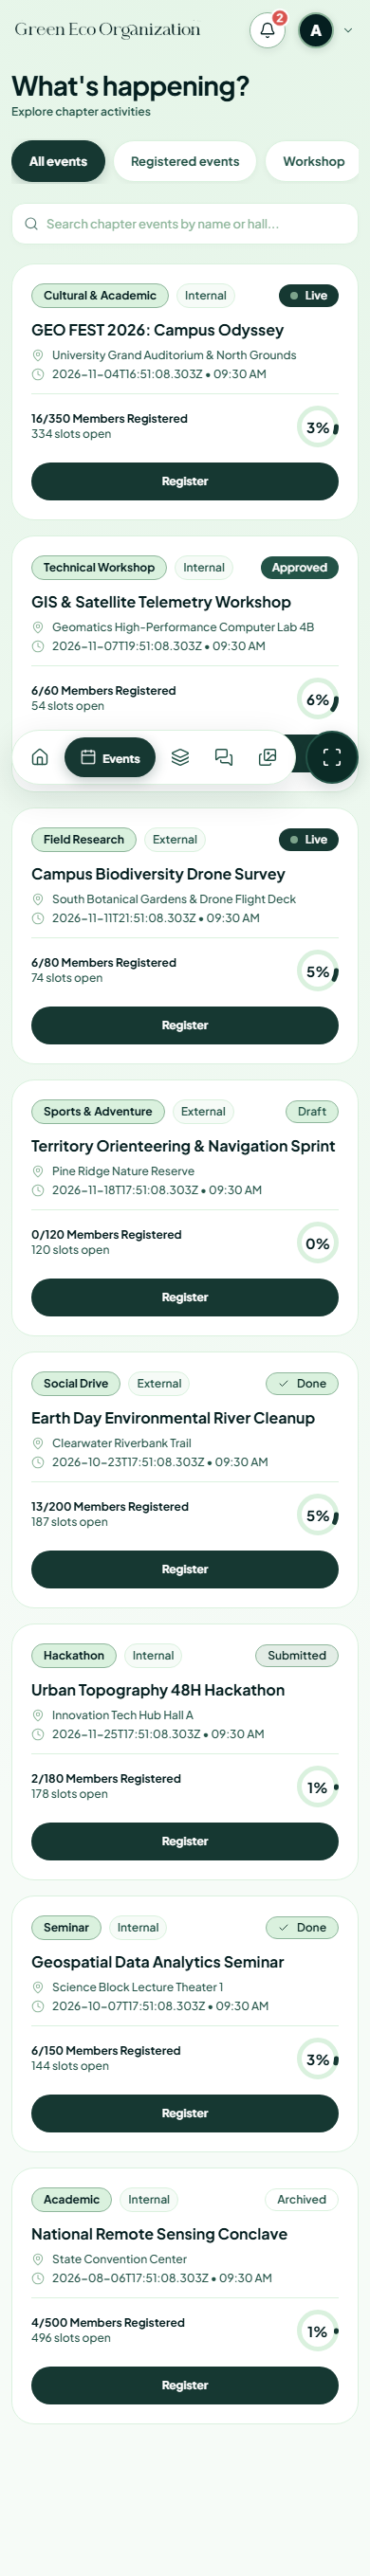 Green Eco Organization
2
A
What's happening?
Explore chapter activities
All events
Registered events
Workshop
Search chapter events by name or hall...
Cultural & Academic
Internal
Live
GEO FEST 2026: Campus Odyssey
University Grand Auditorium & North Grounds
2026-11-04T16:51:08.303Z • 09:30 AM
16/350 Members Registered
334 slots open
3%
Register
Technical Workshop
Internal
Approved
GIS & Satellite Telemetry Workshop
Geomatics High-Performance Computer Lab 4B
2026-11-07T19:51:08.303Z • 09:30 AM
6/60 Members Registered
54 slots open
6%
Events
Field Research
External
Live
Campus Biodiversity Drone Survey
South Botanical Gardens & Drone Flight Deck
2026-11-11T21:51:08.303Z • 09:30 AM
6/80 Members Registered
74 slots open
5%
Register
Sports & Adventure
External
Draft
Territory Orienteering & Navigation Sprint
Pine Ridge Nature Reserve
2026-11-18T17:51:08.303Z • 09:30 AM
0/120 Members Registered
120 slots open
0%
Register
Social Drive
External
Done
Earth Day Environmental River Cleanup
Clearwater Riverbank Trail
2026-10-23T17:51:08.303Z • 09:30 AM
13/200 Members Registered
187 slots open
5%
Register
Hackathon
Internal
Submitted
Urban Topography 48H Hackathon
Innovation Tech Hub Hall A
2026-11-25T17:51:08.303Z • 09:30 AM
2/180 Members Registered
178 slots open
1%
Register
Seminar
Internal
Done
Geospatial Data Analytics Seminar
Science Block Lecture Theater 1
2026-10-07T17:51:08.303Z • 09:30 AM
6/150 Members Registered
144 slots open
3%
Register
Academic
Internal
Archived
National Remote Sensing Conclave
State Convention Center
2026-08-06T17:51:08.303Z • 09:30 AM
4/500 Members Registered
496 slots open
1%
Register